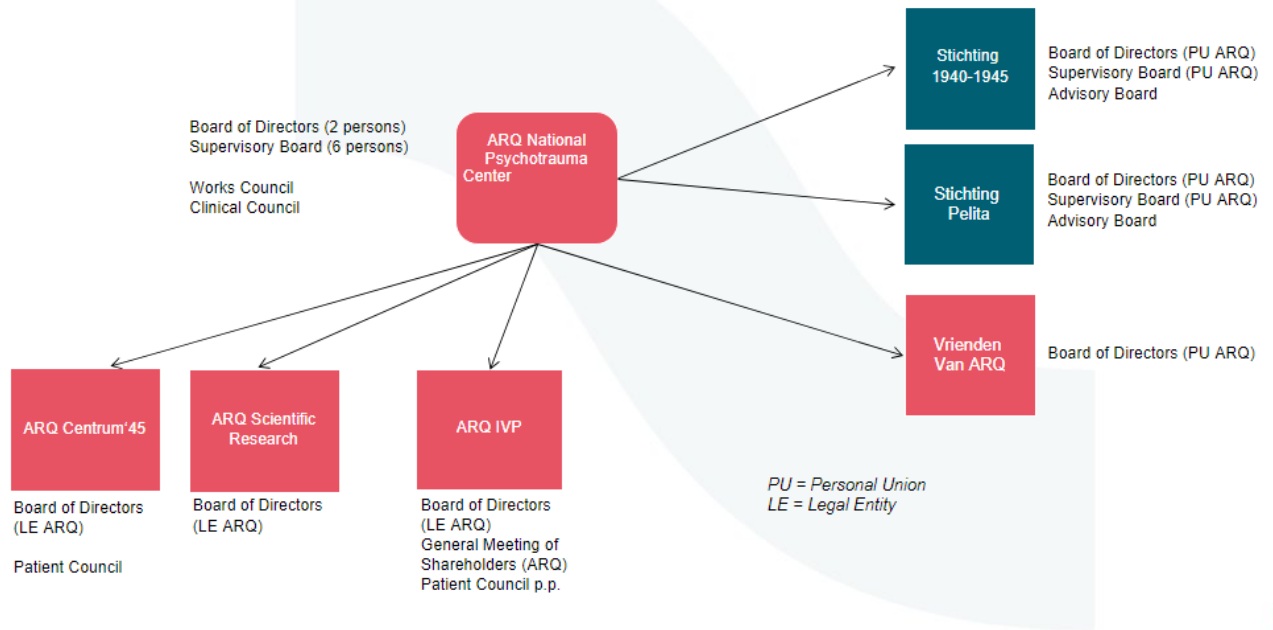 Board of Directors (2 persons)
Supervisory Board (6 persons)
Works Council
Clinical Council
ARQ National
Psychotrauma
Center
Stichting
1940-1945
Board of Directors (PU ARQ)
Supervisory Board (PU ARQ)
Advisory Board
Stichting
Pelita
Board of Directors (PU ARQ)
Supervisory Board (PU ARQ)
Advisory Board
Vrienden
Van ARQ
Board of Directors (PU ARQ)
ARQ Centrum‘45
Board of Directors
(LE ARQ)
Patient Council
ARQ Scientific
Research
Board of Directors
(LE ARQ)
ARQ IVP
Board of Directors
(LE ARQ)
General Meeting of
Shareholders (ARQ)
Patient Council p.p.
PU = Personal Union
LE = Legal Entity